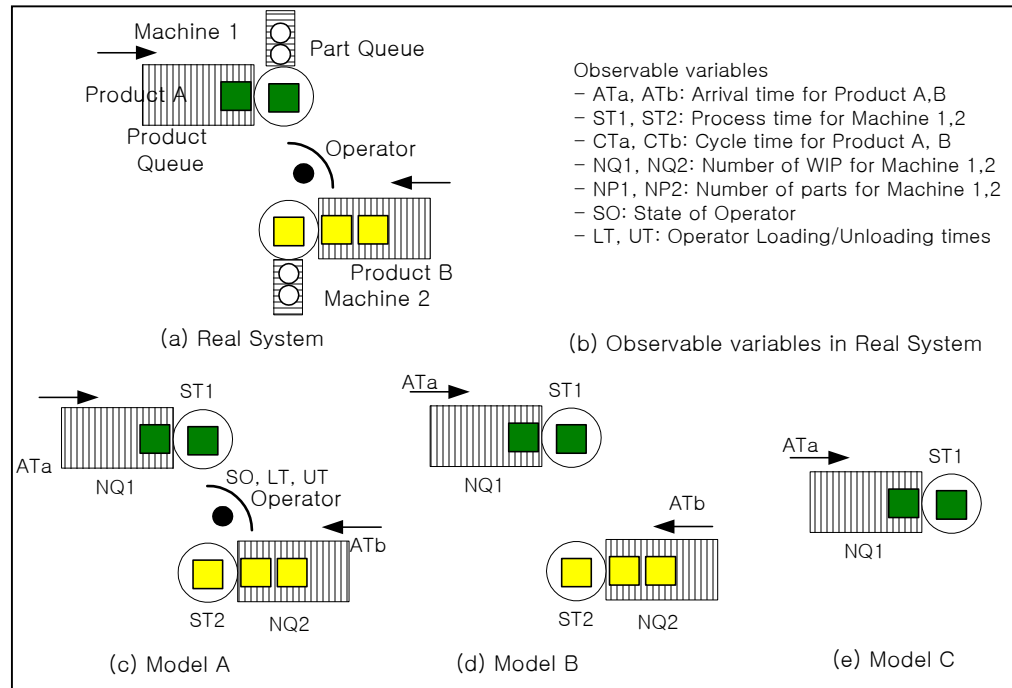 Machine 1
Part Queue
Product A
Product
Queue
Operator
Product B
Machine 2
(a) Real System
Observable variables
- ATa, ATb: Arrival time for Product A,B
- ST1, ST2: Process time for Machine 1,2
- CTa, CTb: Cycle time for Product A, B
- NQ1, NQ2: Number of WIP for Machine 1,2
- NP1, NP2: Number of parts for Machine 1,2
- SO: State of Operator
- LT, UT: Operator Loading/Unloading times
(b) Observable variables in Real System
ST1
ATa
NQ1
SO, LT, UT
Operator
ATb
ST2
NQ2
(c) Model A
ATa
ST1
NQ1
ATb
ST2
NQ2
(d) Model B
ATa
ST1
NQ1
(e) Model C